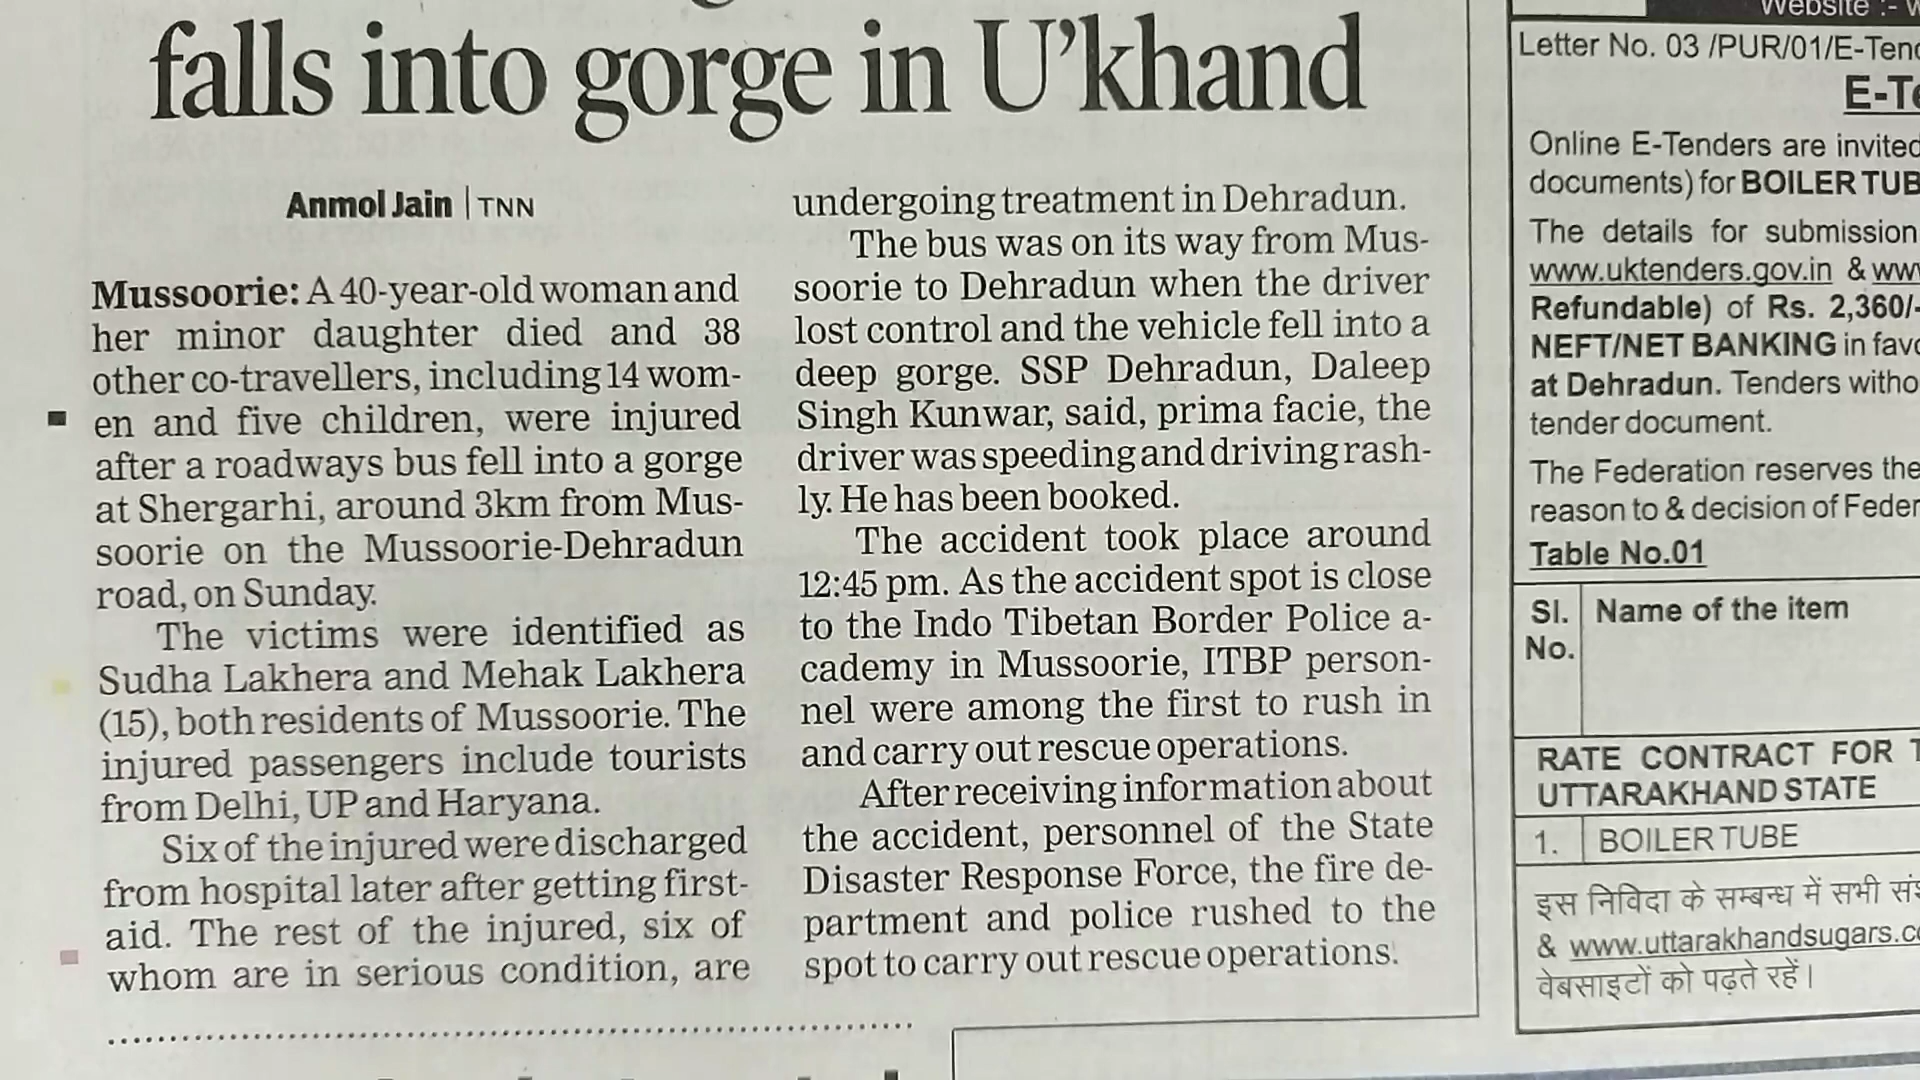 falls into gorge in U'khand
Anmol Jain | TNN
Mussoorie: A 40-year-old woman and
her minor daughter died and 38
other co-travellers, including 14 wom-
en and five children, were injured
after a roadways bus fell into a gorge
at Shergarhi, around 3km from Mus-
soorie on the Mussoorie-Dehradun
road, on Sunday.
The victims were identified as
Sudha Lakhera and Mehak Lakhera
(15), both residents of Mussoorie. The
injured passengers include tourists
from Delhi, UP and Haryana.
Six of the injured were discharged
from hospital later after getting first-
aid. The rest of the injured, six of
whom are in serious condition, are
undergoing treatment in Dehradun.
The bus was on its way from Mus-
soorie to Dehradun when the driver
lost control and the vehicle fell into a
deep gorge. SSP Dehradun, Daleep
Singh Kunwar, said, prima facie, the
driver was speeding and driving rash-
ly. He has been booked.
The accident took place around
12:45 pm. As the accident spot is close
to the Indo Tibetan Border Police a-
cademy in Mussoorie, ITBP person-
nel were among the first to rush in
and carry out rescue operations.
After receiving information about
the accident, personnel of the State
Disaster Response Force, the fire de-
partment and police rushed to the
spot to carry out rescue operations.
Website :-
Letter No. 03 /PUR/01/E-Tend
E-Te
Online E-Tenders are invited
documents) for BOILER TUB
The details for submission
www.uktenders.gov.in & ww
Refundable) of Rs. 2,360/-
NEFT/NET BANKING in favo
at Dehradun. Tenders witho
tender document.
The Federation reserves the
reason to & decision of Feder
Table No.01
Sl. No.
Name of the item
RATE CONTRACT FOR T
UTTARAKHAND STATE
1. BOILER TUBE
इस निविदा के सम्बन्ध में सभी
& www.uttarakhandsugars.c
वेबसाइटों को पढ़ते रहें।